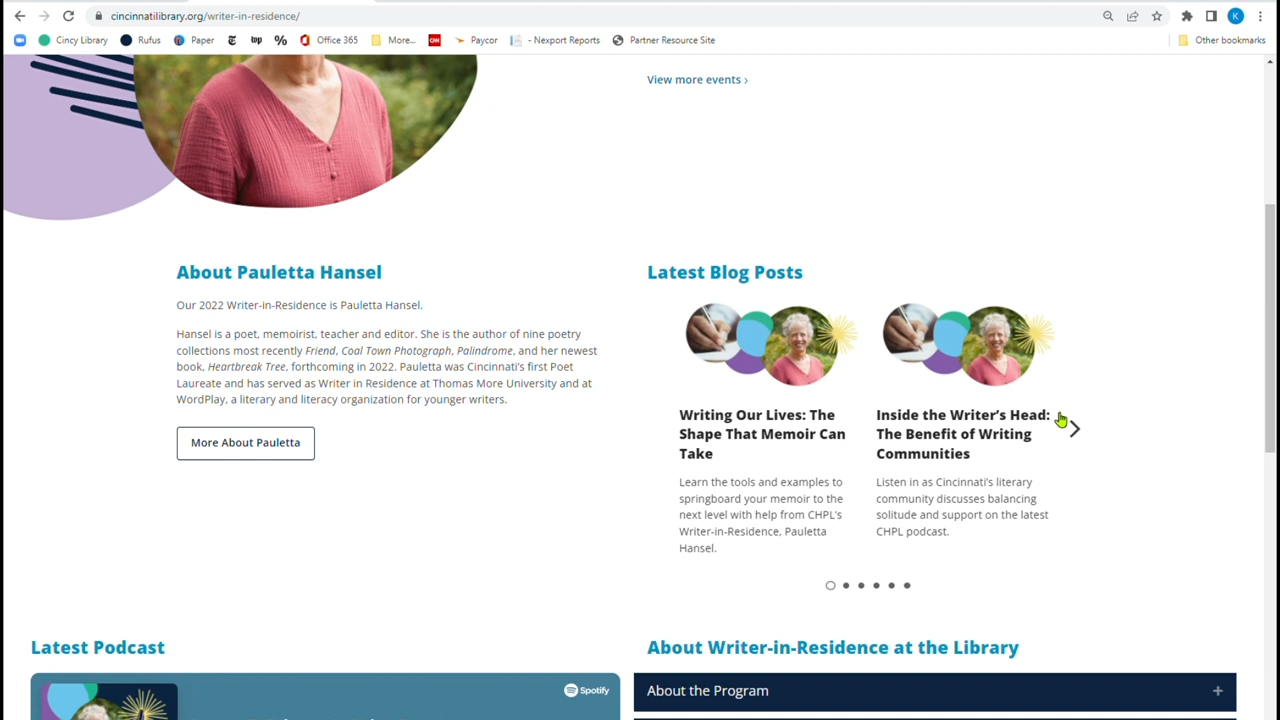 cincinnatilibrary.org/writer-in-residence/
K
Cincy Library
Rufus
Paper
wp
%
Office 365
More...
CNN
Paycor
- Nexport Reports
Partner Resource Site
Other bookmarks
View more events ›
About Pauletta Hansel
Our 2022 Writer-in-Residence is Pauletta Hansel.
Hansel is a poet, memoirist, teacher and editor. She is the author of nine poetry
collections most recently Friend, Coal Town Photograph, Palindrome, and her newest
book, Heartbreak Tree, forthcoming in 2022. Pauletta was Cincinnati's first Poet
Laureate and has served as Writer in Residence at Thomas More University and at
WordPlay, a literary and literacy organization for younger writers.
More About Pauletta
Latest Blog Posts
Writing Our Lives: The
Shape That Memoir Can
Take
Learn the tools and examples to
springboard your memoir to the
next level with help from CHPL's
Writer-in-Residence, Pauletta
Hansel.
Inside the Writer's Head:
The Benefit of Writing
Communities
Listen in as Cincinnati's literary
community discusses balancing
solitude and support on the latest
CHPL podcast.
Latest Podcast
Spotify
About Writer-in-Residence at the Library
About the Program
+